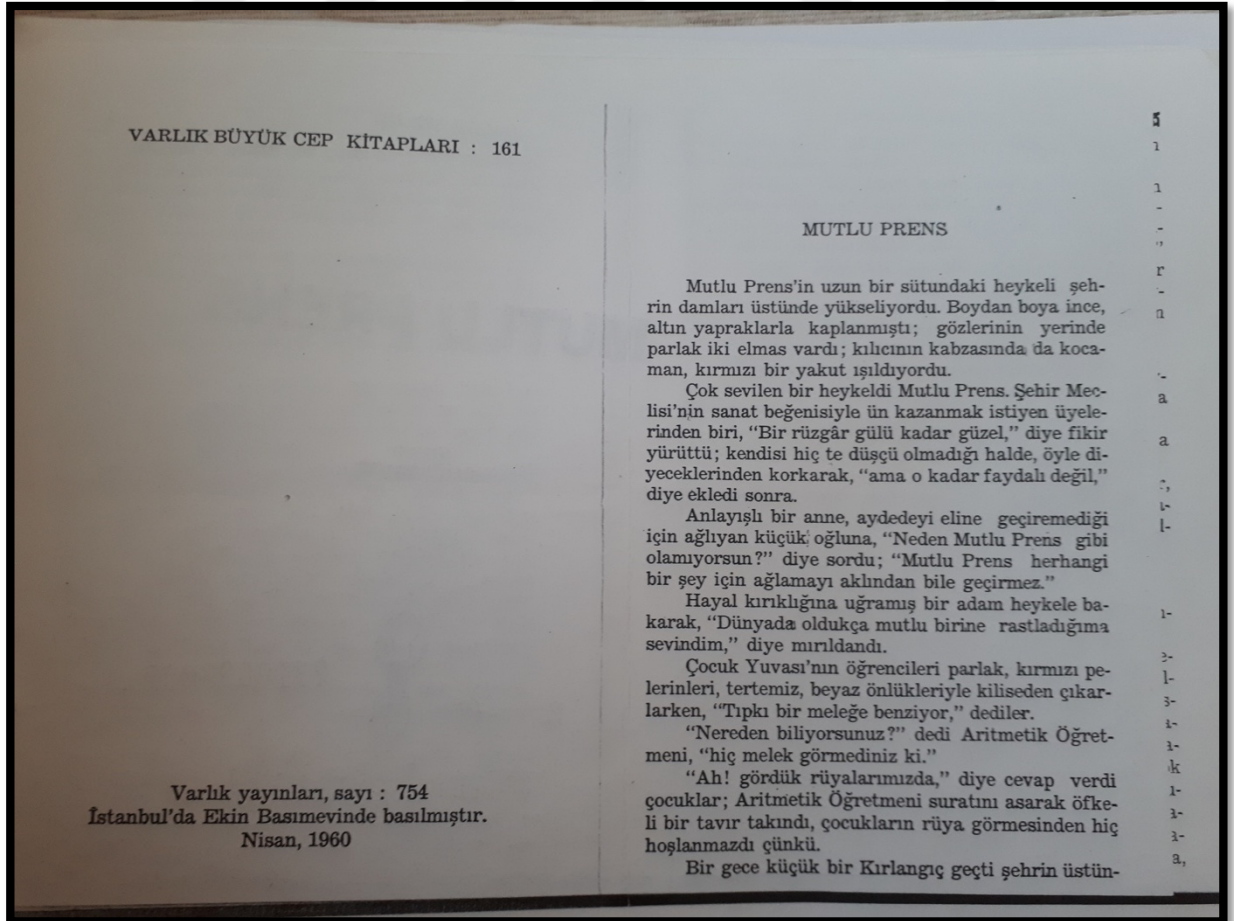 VARLIK BÜYÜK CEP KİTAPLARI : 161
Varlık yayınları, sayı : 754
İstanbul'da Ekin Basımevinde basılmıştır.
Nisan, 1960
MUTLU PRENS
Mutlu Prens'in uzun bir sütundaki heykeli şeh-
rin damları üstünde yükseliyordu. Boydan boya ince,
altın yapraklarla kaplanmıştı; gözlerinin yerinde
parlak iki elmas vardı; kılıcının kabzasında da koca-
man, kırmızı bir yakut ışıldıyordu.
Çok sevilen bir heykeldi Mutlu Prens. Şehir Mec-
lisi'nin sanat beğenisiyle ün kazanmak istiyen üyele-
rinden biri, "Bir rüzgâr gülü kadar güzel," diye fikir
yürüttü; kendisi hiç te düşçü olmadığı halde, öyle di-
yeceklerinden korkarak, "ama o kadar faydalı değil,"
diye ekledi sonra.
Anlayışlı bir anne, aydedeyi eline geçiremediği
için ağlıyan küçük oğluna, "Neden Mutlu Prens gibi
olamıyorsun?" diye sordu; "Mutlu Prens herhangi
bir şey için ağlamayı aklından bile geçirmez."
Hayal kırıklığına uğramış bir adam heykele ba-
karak, "Dünyada oldukça mutlu birine rastladığıma
sevindim," diye mırıldandı.
Çocuk Yuvası'nın öğrencileri parlak, kırmızı pe-
lerinleri, tertemiz, beyaz önlükleriyle kiliseden çıkar-
larken, "Tıpkı bir meleğe benziyor," dediler.
"Nereden biliyorsunuz?" dedi Aritmetik Öğret-
meni, "hiç melek görmediniz ki."
"Ah! gördük rüyalarımızda," diye cevap verdi
çocuklar; Aritmetik Öğretmeni suratını asarak öfke-
li bir tavır takındı, çocukların rüya görmesinden hiç
hoşlanmazdı çünkü.
Bir gece küçük bir Kırlangıç geçti şehrin üstün-